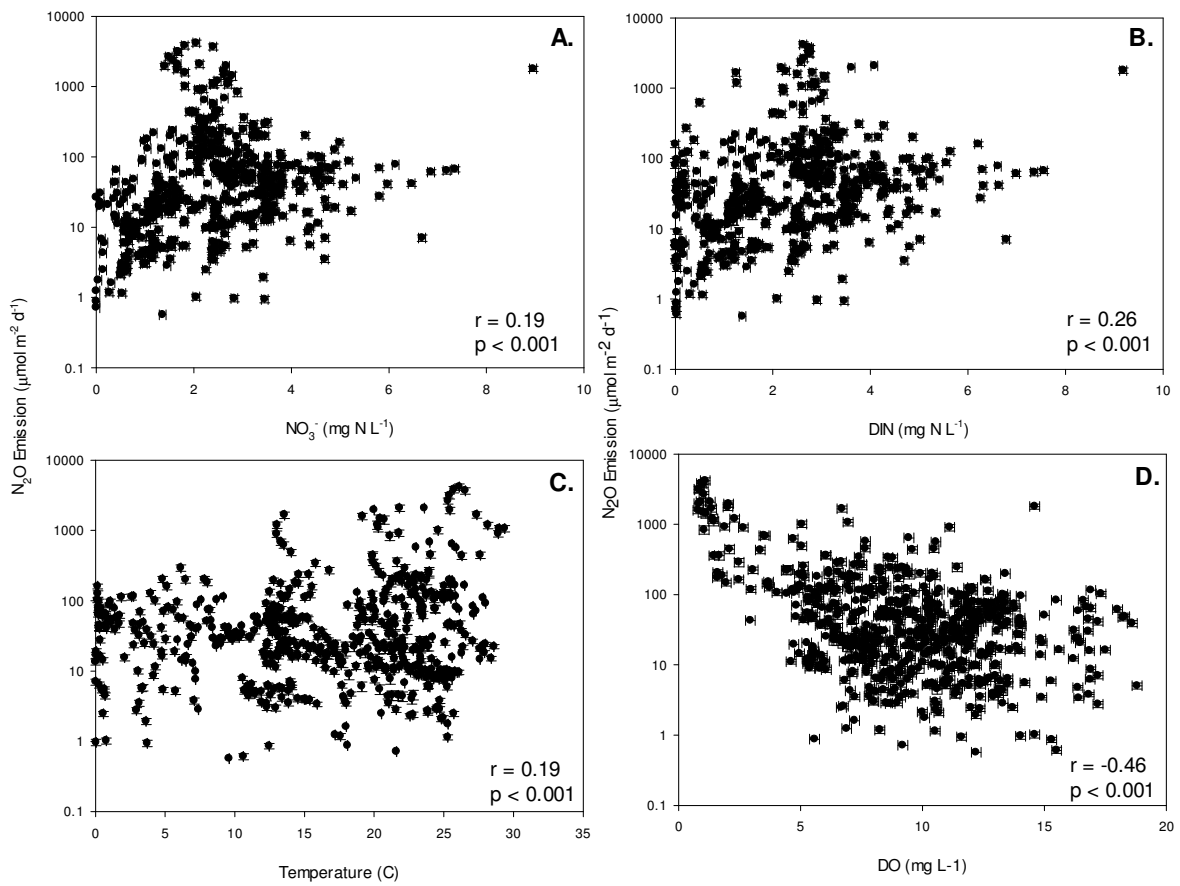 10000
1000
100
10
1
0.1
A.
r = 0.19
p < 0.001
0 2 4 6 8 10
NO₃⁻ (mg N L⁻¹)
10000
1000
100
10
1
0.1
B.
r = 0.26
p < 0.001
0 2 4 6 8 10
DIN (mg N L⁻¹)
N₂O Emission (μmol m⁻² d⁻¹)
N₂O Emission (μmol m⁻² d⁻¹)
10000
1000
100
10
1
0.1
C.
r = 0.19
p < 0.001
0 5 10 15 20 25 30 35
Temperature (C)
10000
1000
100
10
1
0.1
D.
r = -0.46
p < 0.001
0 5 10 15 20
DO (mg L-1)